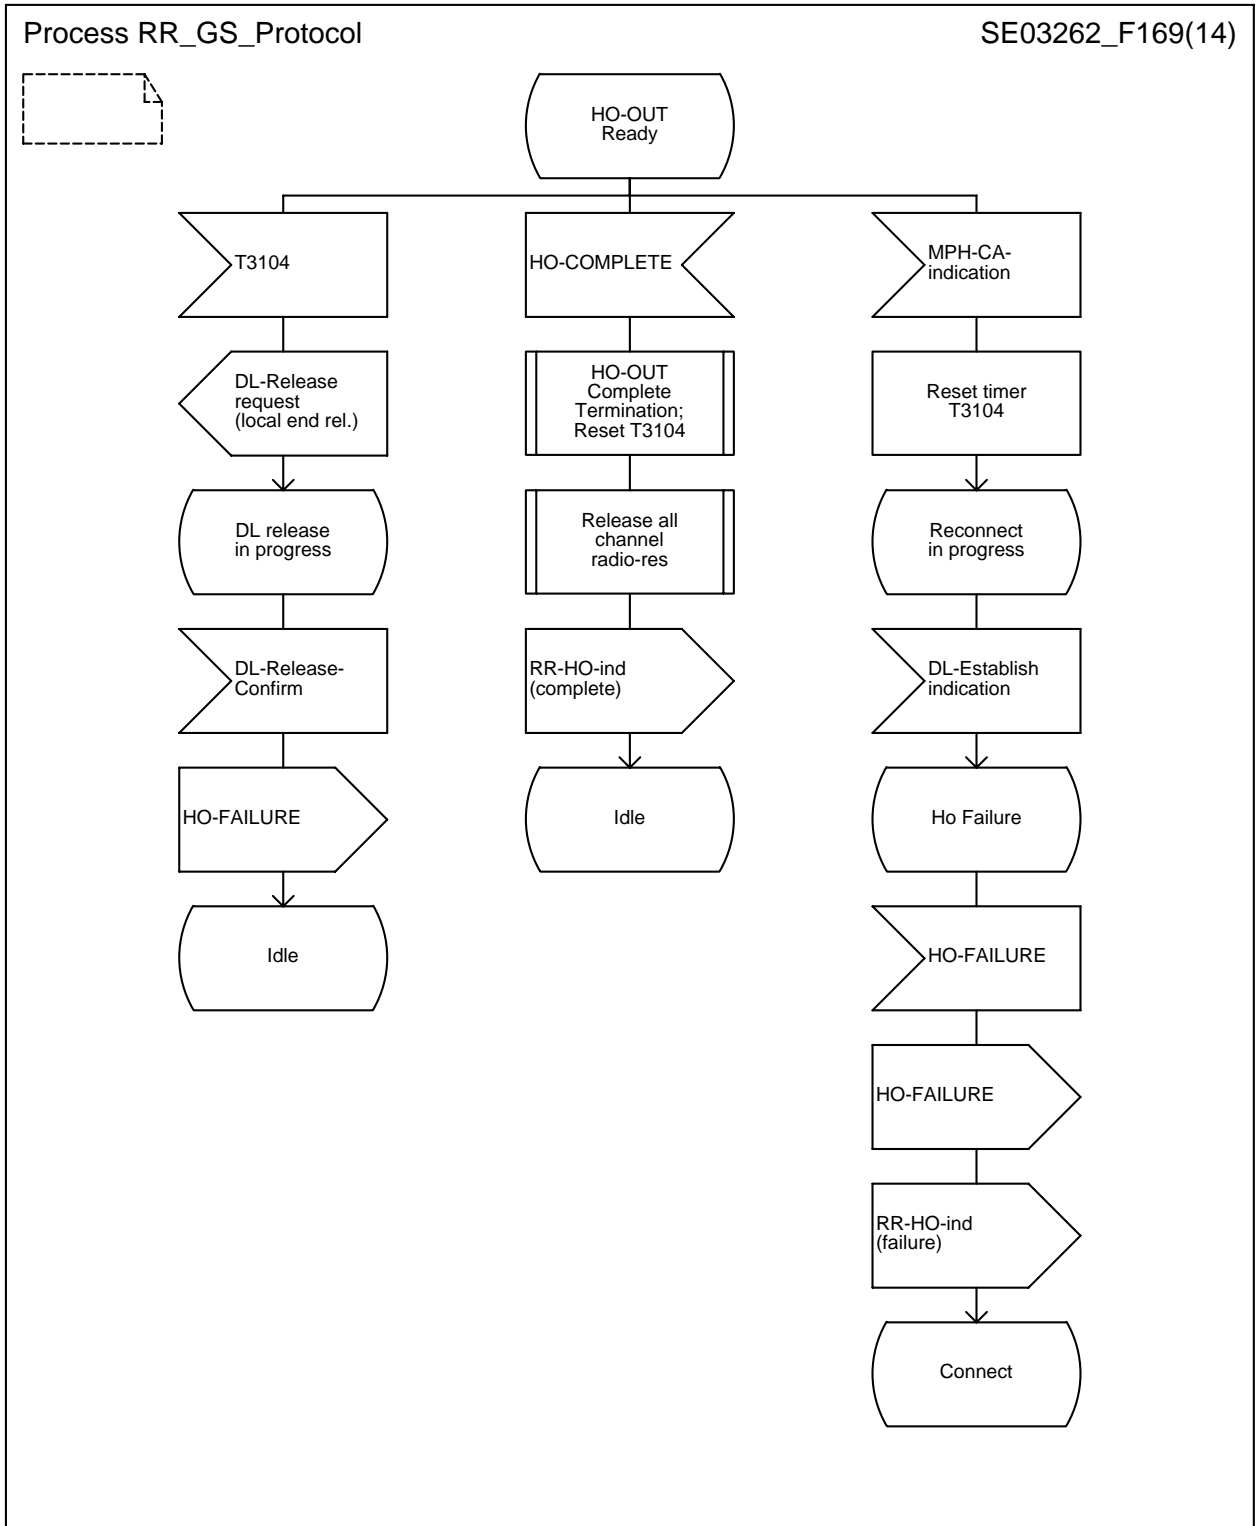 Process RR_GS_Protocol
SE03262_F169(14)
HO-OUT
Ready
T3104
HO-COMPLETE
MPH-CA-
indication
DL-Release
request
(local end rel.)
HO-OUT
Complete
Termination;
Reset T3104
Reset timer
T3104
DL release
in progress
Release all
channel
radio-res
Reconnect
in progress
DL-Release-
Confirm
RR-HO-ind
(complete)
DL-Establish
indication
HO-FAILURE
Idle
Ho Failure
Idle
HO-FAILURE
HO-FAILURE
RR-HO-ind
(failure)
Connect